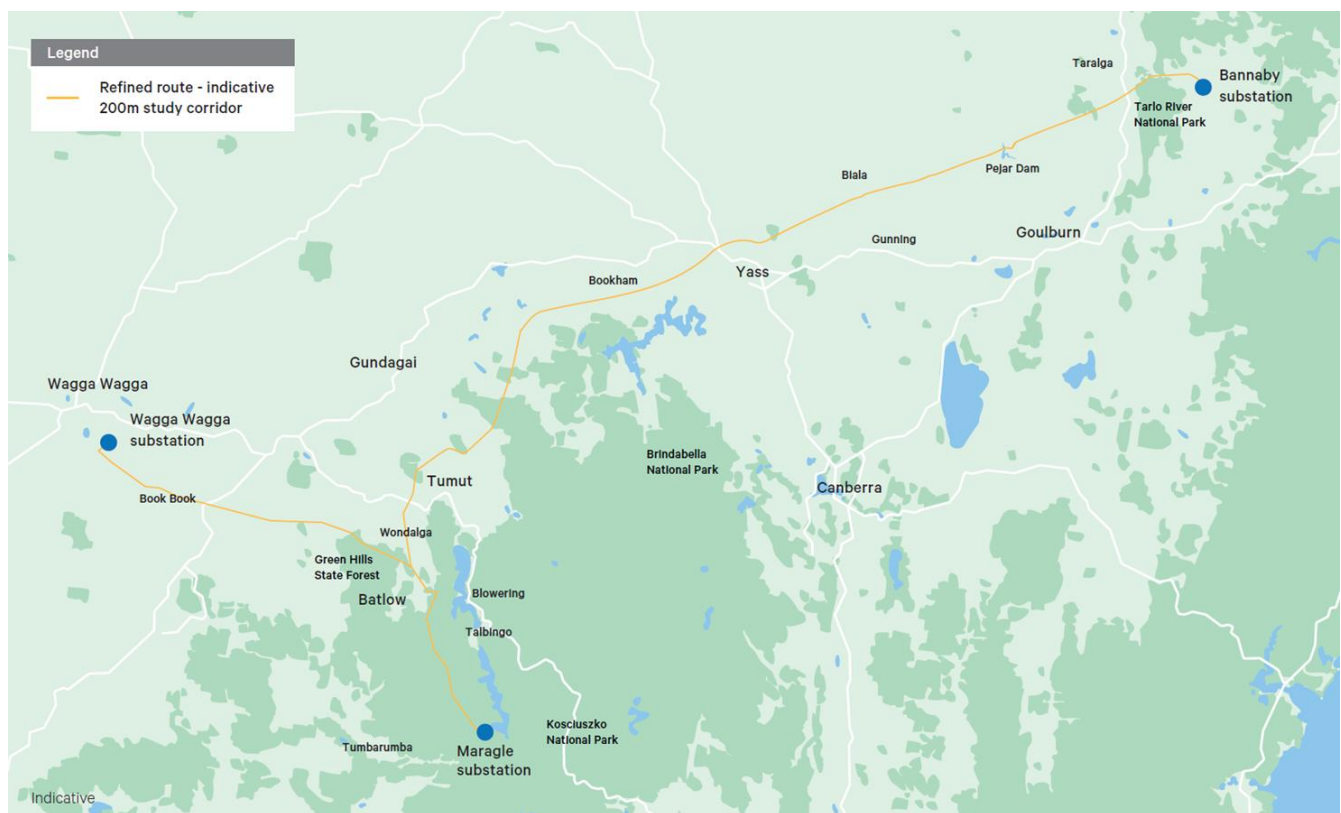 Legend
Refined route - indicative
200m study corridor
Taralga
Bannaby
substation
Tarlo River
National Park
Pejar Dam
Biala
Goulburn
Gunning
Yass
Bookham
Gundagai
Wagga Wagga
Wagga Wagga
substation
Brindabella
National Park
Tumut
Canberra
Book Book
Wondalga
Green Hills
State Forest
Batlow
Blowering
Talbingo
Kosciuszko
National Park
Tumbarumba
Maragle
substation
Indicative